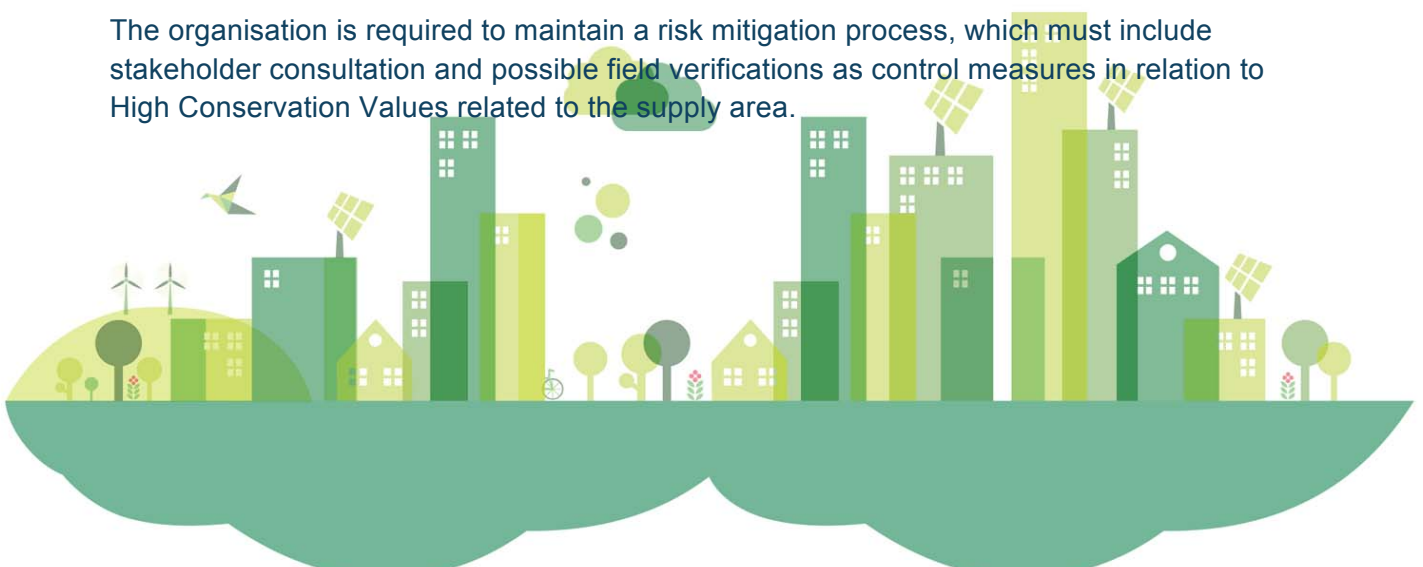 The organisation is required to maintain a risk mitigation process, which must include
stakeholder consultation and possible field verifications as control measures in relation to
High Conservation Values related to the supply area.